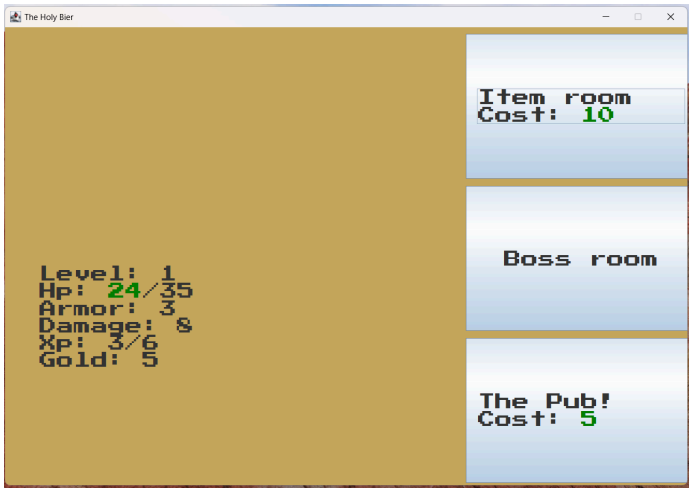 The Holy Bier
Item room
Cost: 10
Boss room
Level: 1
Hp: 24/35
Armor: 3
Damage: 8
Xp: 3/6
Gold: 5
The Pub!
Cost: 5